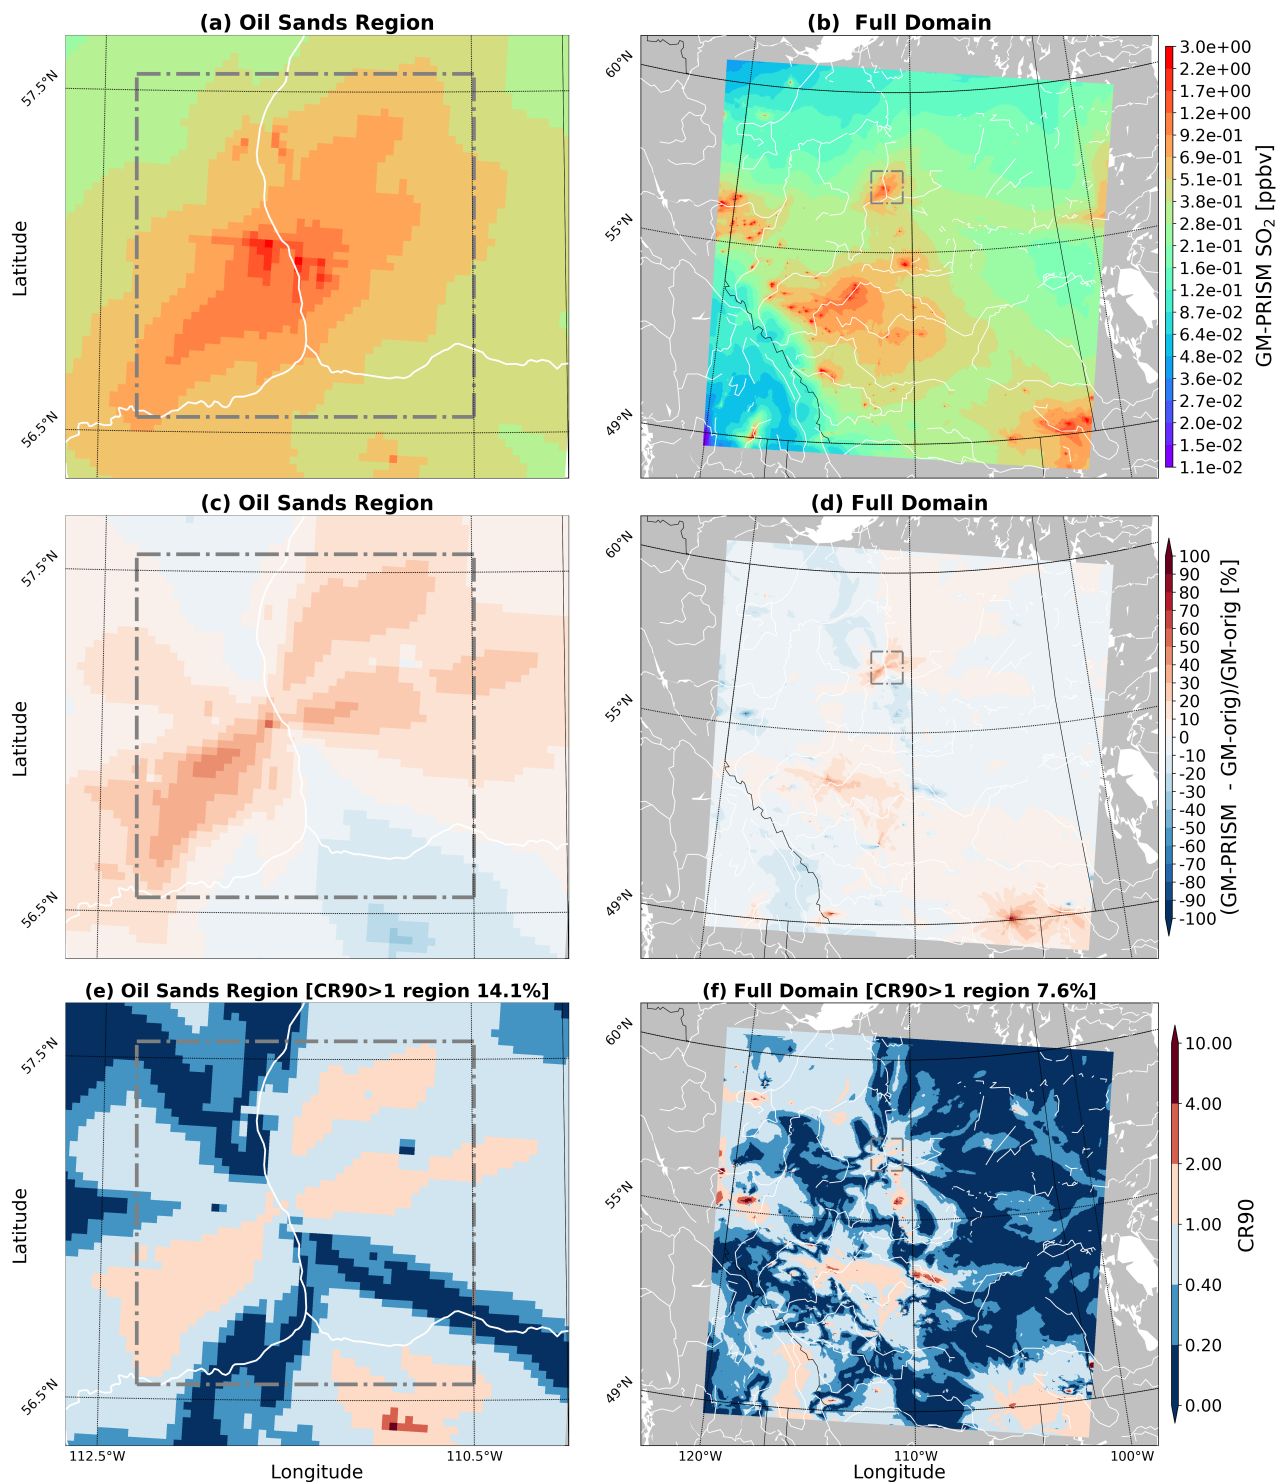 (a) Oil Sands Region
(b) Full Domain
57.5°N
56.5°N
Latitude
60°N
55°N
49°N
3.0e+00
2.2e+00
1.7e+00
1.2e+00
9.2e-01
6.9e-01
5.1e-01
3.8e-01
2.8e-01
2.1e-01
1.6e-01
1.2e-01
8.7e-02
6.4e-02
4.8e-02
3.6e-02
2.7e-02
2.0e-02
1.5e-02
1.1e-02
GM-PRISM SO₂ [ppbv]
(c) Oil Sands Region
(d) Full Domain
57.5°N
56.5°N
Latitude
60°N
55°N
49°N
100
90
80
70
60
50
40
30
20
10
0
-10
-20
-30
-40
-50
-60
-70
-80
-90
-100
(GM-PRISM - GM-orig)/GM-orig [%]
(e) Oil Sands Region [CR90>1 region 14.1%]
(f) Full Domain [CR90>1 region 7.6%]
57.5°N
56.5°N
Latitude
112.5°W
110.5°W
Longitude
60°N
55°N
49°N
120°W
110°W
100°W
Longitude
10.00
4.00
2.00
1.00
0.40
0.20
0.00
CR90